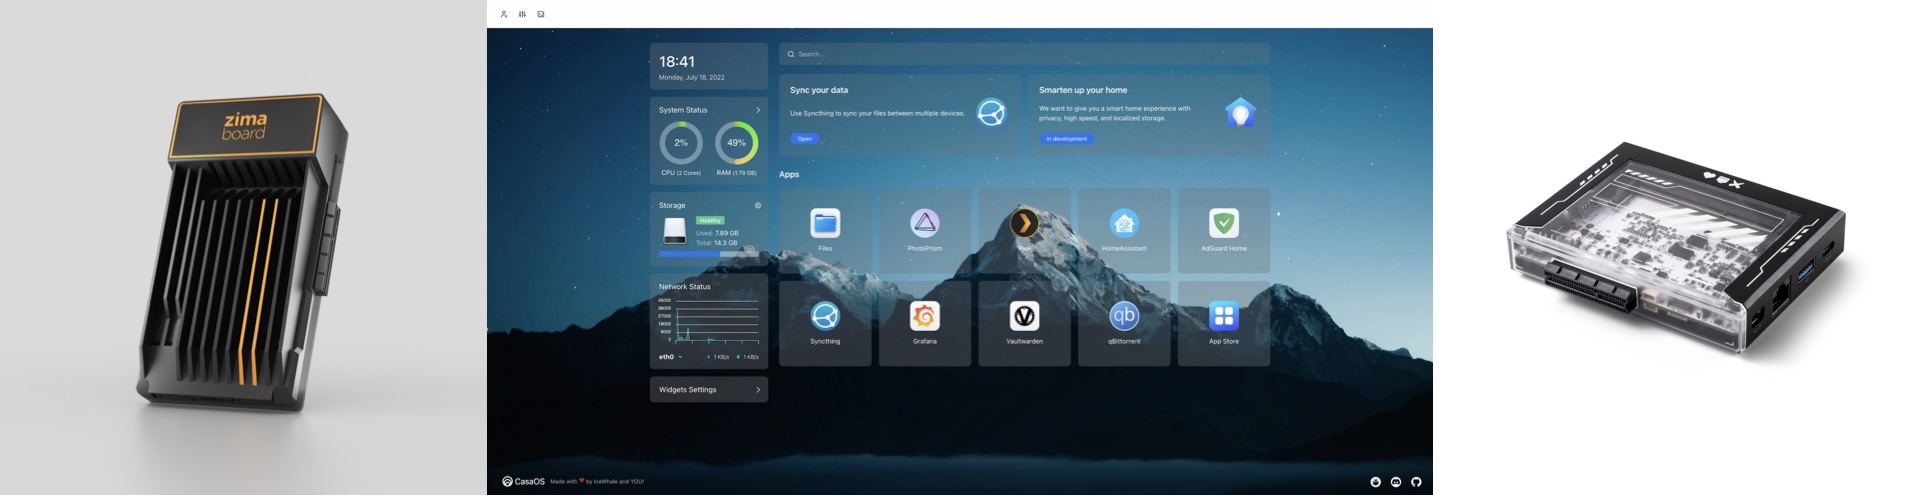 zima
board
18:41
Monday, July 18, 2022
System Status
2%
49%
CPU (2 Cores)
RAM (1.79 GB)
Storage
Healthy
Used: 7.89 GB
Total: 14.3 GB
Network Status
45000
36000
27000
18000
9000
0
eth0
1 KB/s
1 KB/s
Widgets Settings
Search...
Sync your data
Use Syncthing to sync your files between multiple devices.
Open
Smarten up your home
We want to give you a smart home experience with
privacy, high speed, and localized storage.
In development
Apps
Files
PhotoPrism
HomeAssistant
AdGuard Home
Syncthing
Grafana
Vaultwarden
qb
qBittorrent
App Store
CasaOS
Made with ❤ by IceWhale and YOU!